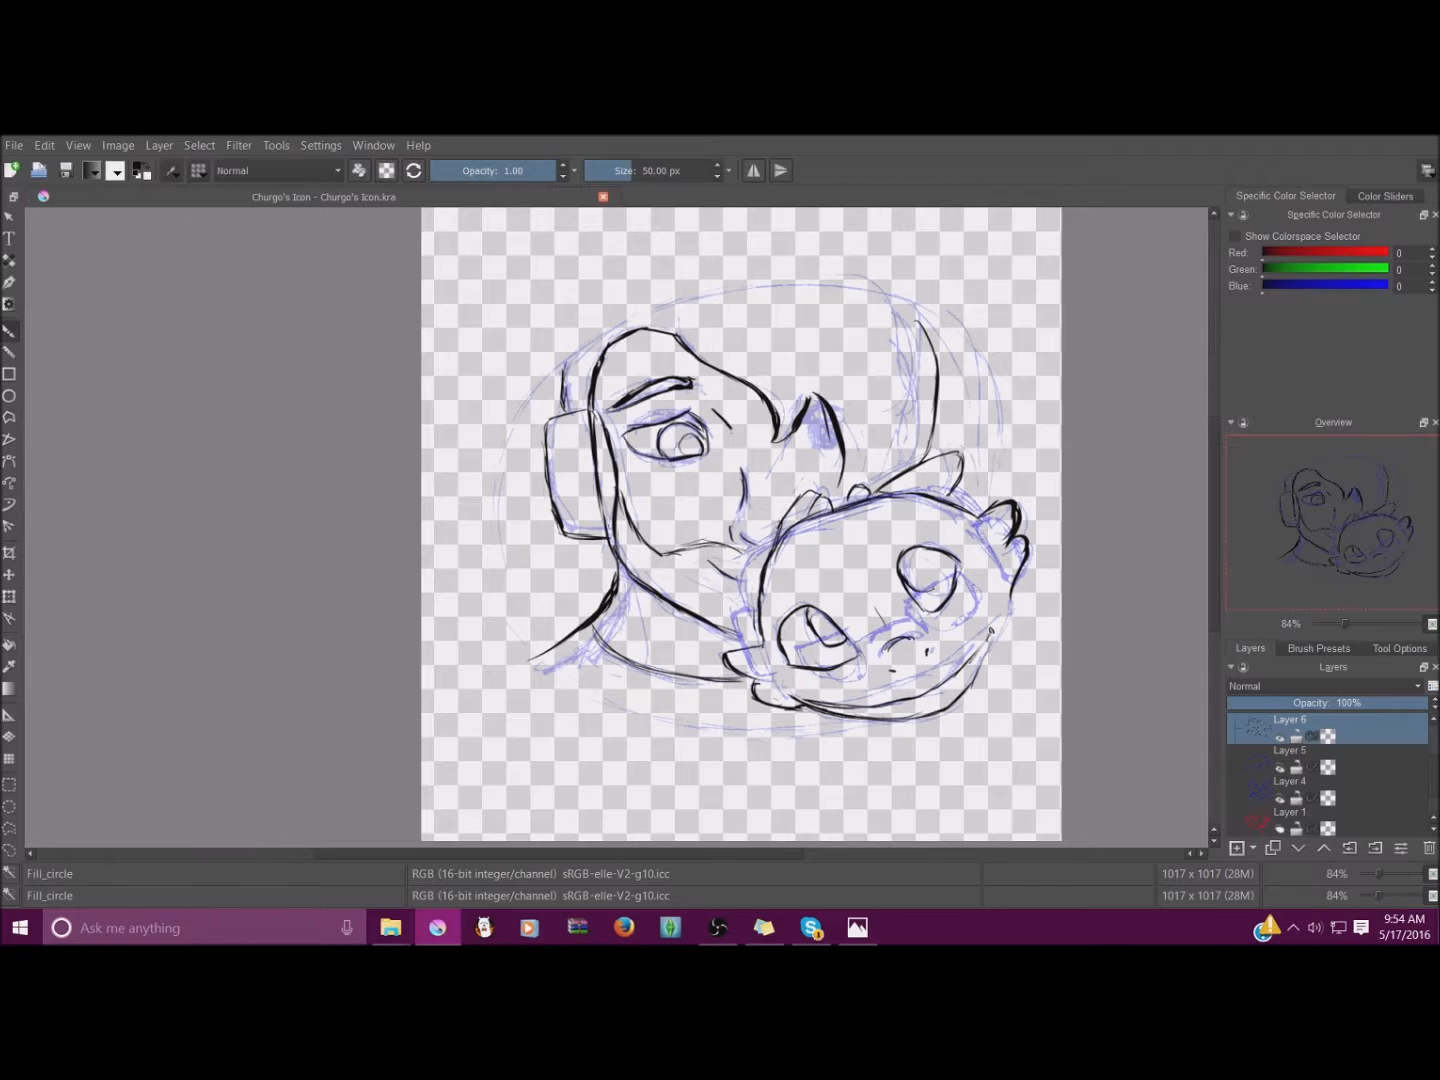 File Edit View Image Layer Select Filter Tools Settings Window Help
Normal Opacity: 1.00 Size: 50.00 px
Churgo's Icon - Churgo's Icon.kra
Specific Color Selector Color Sliders
Specific Color Selector
Show Colorspace Selector
Red: 0
Green: 0
Blue: 0
Overview
84%
Layers Brush Presets Tool Options
Layers
Normal
Opacity: 100%
Layer 6
Layer 5
Layer 4
Layer 1
Fill_circle RGB (16-bit integer/channel) sRGB-elle-V2-g10.icc 1017 x 1017 (28M) 84%
Fill_circle RGB (16-bit integer/channel) sRGB-elle-V2-g10.icc 1017 x 1017 (28M) 84%
Ask me anything
9:54 AM
5/17/2016